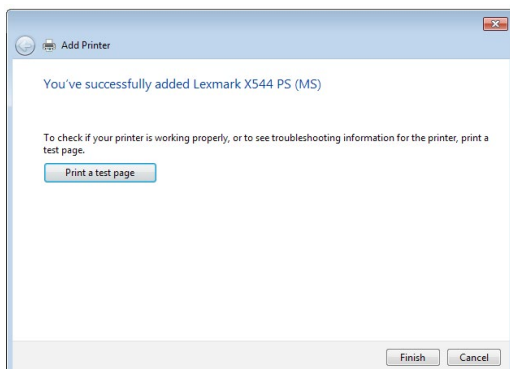 Add Printer
You've successfully added Lexmark X544 PS (MS)
To check if your printer is working properly, or to see troubleshooting information for the printer, print a
test page.
Print a test page
Finish Cancel